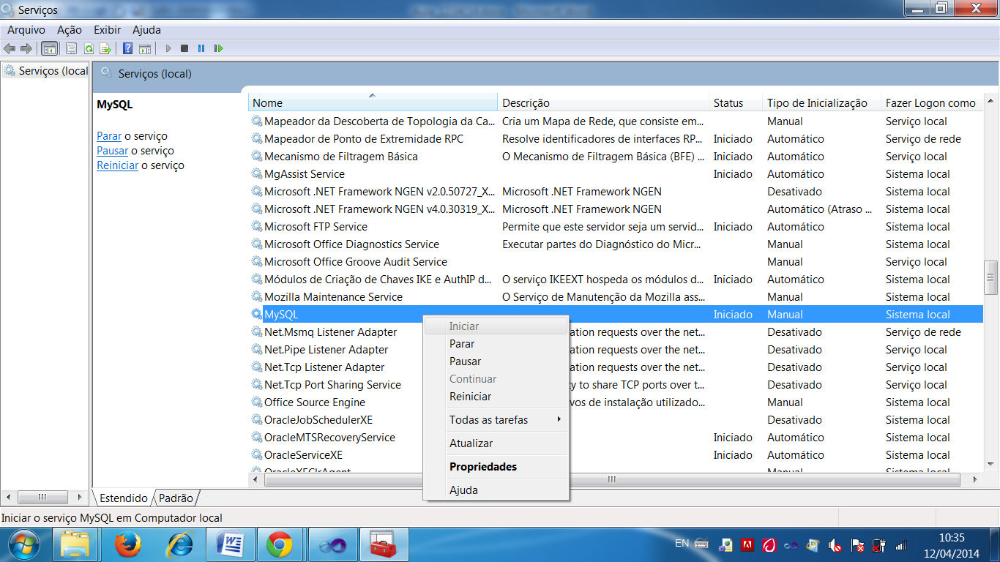 Serviços
Arquivo Ação Exibir Ajuda
Serviços (local
Serviços (local)
MySQL
Parar o serviço
Pausar o serviço
Reiniciar o serviço
Nome Descrição Status Tipo de Inicialização Fazer Logon como
Mapeador da Descoberta de Topologia da Ca... Cria um Mapa de Rede, que consiste em... Manual Serviço local
Mapeador de Ponto de Extremidade RPC Resolve identificadores de interfaces RP... Iniciado Automático Serviço de rede
Mecanismo de Filtragem Básica O Mecanismo de Filtragem Básica (BFE) ... Iniciado Automático Serviço local
MgAssist Service Iniciado Automático Sistema local
Microsoft .NET Framework NGEN v2.0.50727_X... Microsoft .NET Framework NGEN Desativado Sistema local
Microsoft .NET Framework NGEN v4.0.30319_X... Microsoft .NET Framework NGEN Automático (Atraso ... Sistema local
Microsoft FTP Service Permite que este servidor seja um servid... Iniciado Automático Sistema local
Microsoft Office Diagnostics Service Executar partes do Diagnóstico do Micr... Manual Sistema local
Microsoft Office Groove Audit Service Manual Serviço local
Módulos de Criação de Chaves IKE e AuthIP d... O serviço IKEEXT hospeda os módulos d... Iniciado Automático Sistema local
Mozilla Maintenance Service O Serviço de Manutenção da Mozilla ass... Manual Sistema local
MySQL Iniciado Manual Sistema local
Net.Msmq Listener Adapter ation requests over the net... Desativado Serviço de rede
Net.Pipe Listener Adapter ation requests over the net... Desativado Serviço local
Net.Tcp Listener Adapter ation requests over the net... Desativado Serviço local
Net.Tcp Port Sharing Service ty to share TCP ports over t... Desativado Serviço local
Office Source Engine vos de instalação utilizado... Manual Sistema local
OracleJobSchedulerXE Desativado Sistema local
OracleMTSRecoveryService Iniciado Automático Sistema local
OracleServiceXE Iniciado Automático Sistema local
OracleXEClrAgent Manual Sistema local
Iniciar
Parar
Pausar
Continuar
Reiniciar
Todas as tarefas
Atualizar
Propriedades
Ajuda
Estendido Padrão
Iniciar o serviço MySQL em Computador local
EN
10:35
12/04/2014